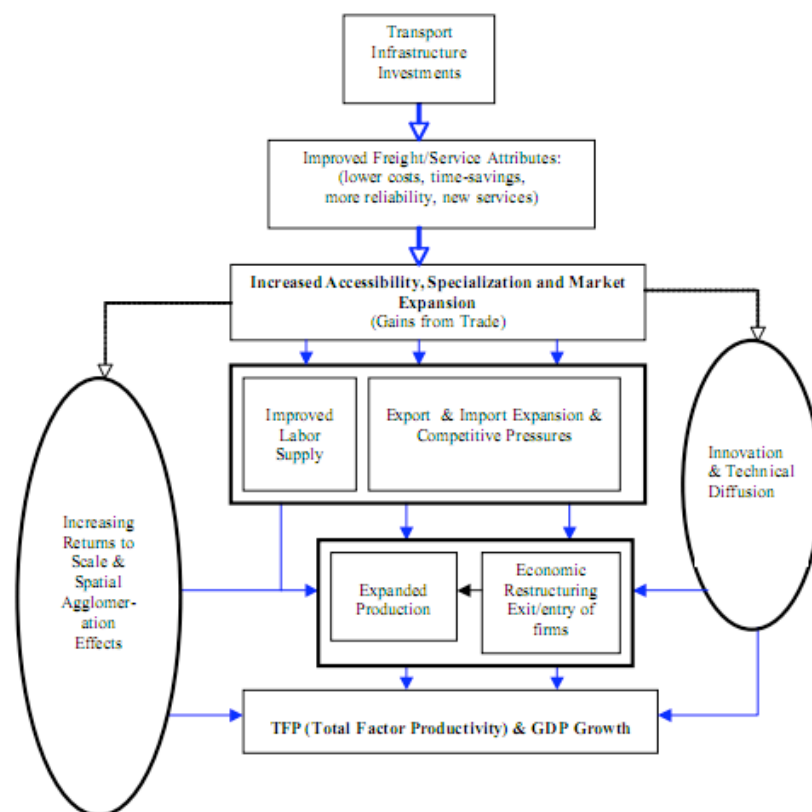 Transport
Infrastructure
Investments
Improved Freight/Service Attributes:
(lower costs, time-savings,
more reliability, new services)
Increased Accessibility, Specialization and Market
Expansion
(Gains from Trade)
Improved
Labor
Supply
Export & Import Expansion &
Competitive Pressures
Innovation
& Technical
Diffusion
Increasing
Returns to
Scale &
Spatial
Agglomer-
ation
Effects
Expanded
Production
Economic
Restructuring
Exit/entry of
firms
TFP (Total Factor Productivity) & GDP Growth